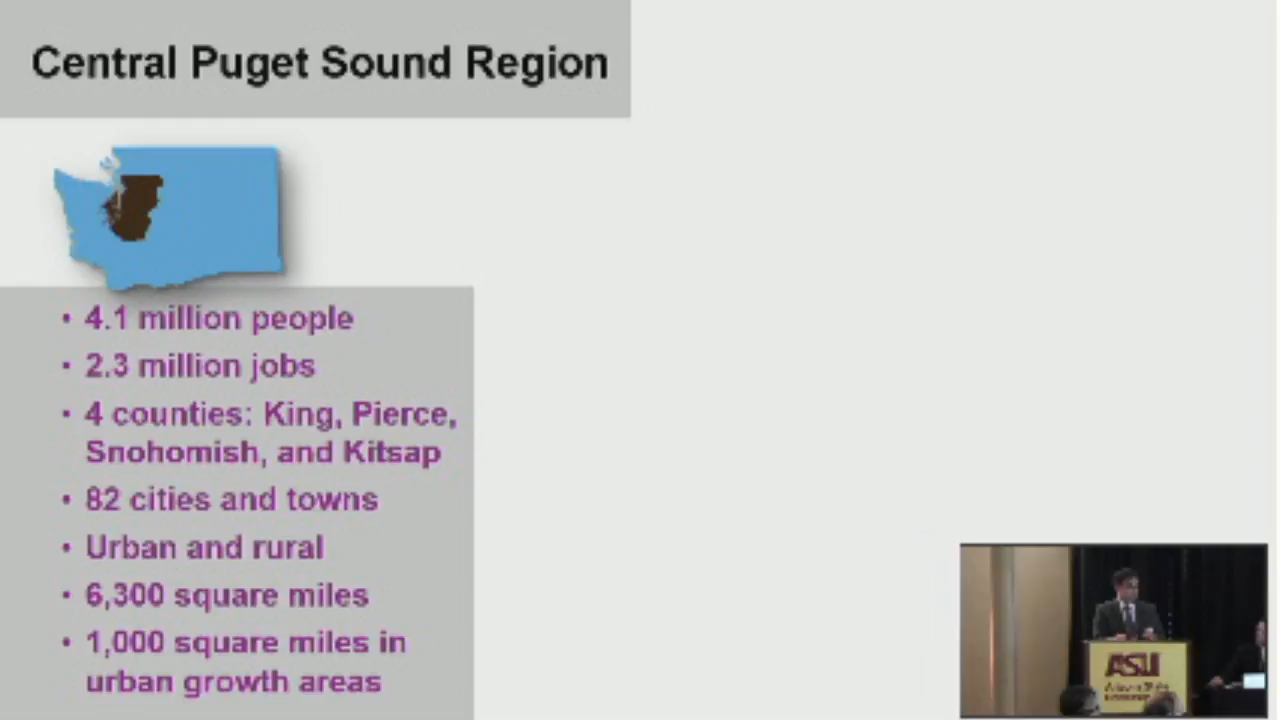 Central Puget Sound Region
• 4.1 million people
• 2.3 million jobs
• 4 counties: King, Pierce,
Snohomish, and Kitsap
• 82 cities and towns
• Urban and rural
• 6,300 square miles
• 1,000 square miles in
urban growth areas
ASU
Arizona State